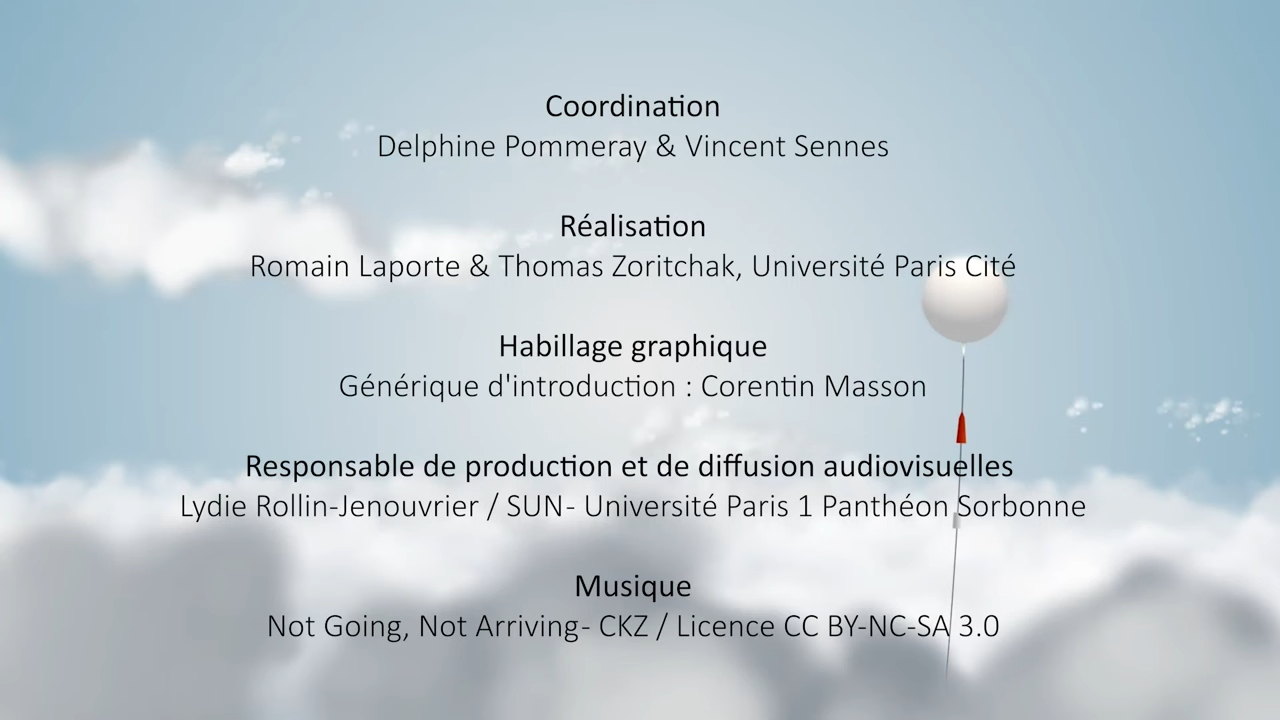 Coordination
Delphine Pommeray & Vincent Sennes
Réalisation
Romain Laporte & Thomas Zoritchak, Université Paris Cité
Habillage graphique
Générique d'introduction : Corentin Masson
Responsable de production et de diffusion audiovisuelles
Lydie Rollin-Jenouvrier / SUN- Université Paris 1 Panthéon Sorbonne
Musique
Not Going, Not Arriving- CKZ / Licence CC BY-NC-SA 3.0